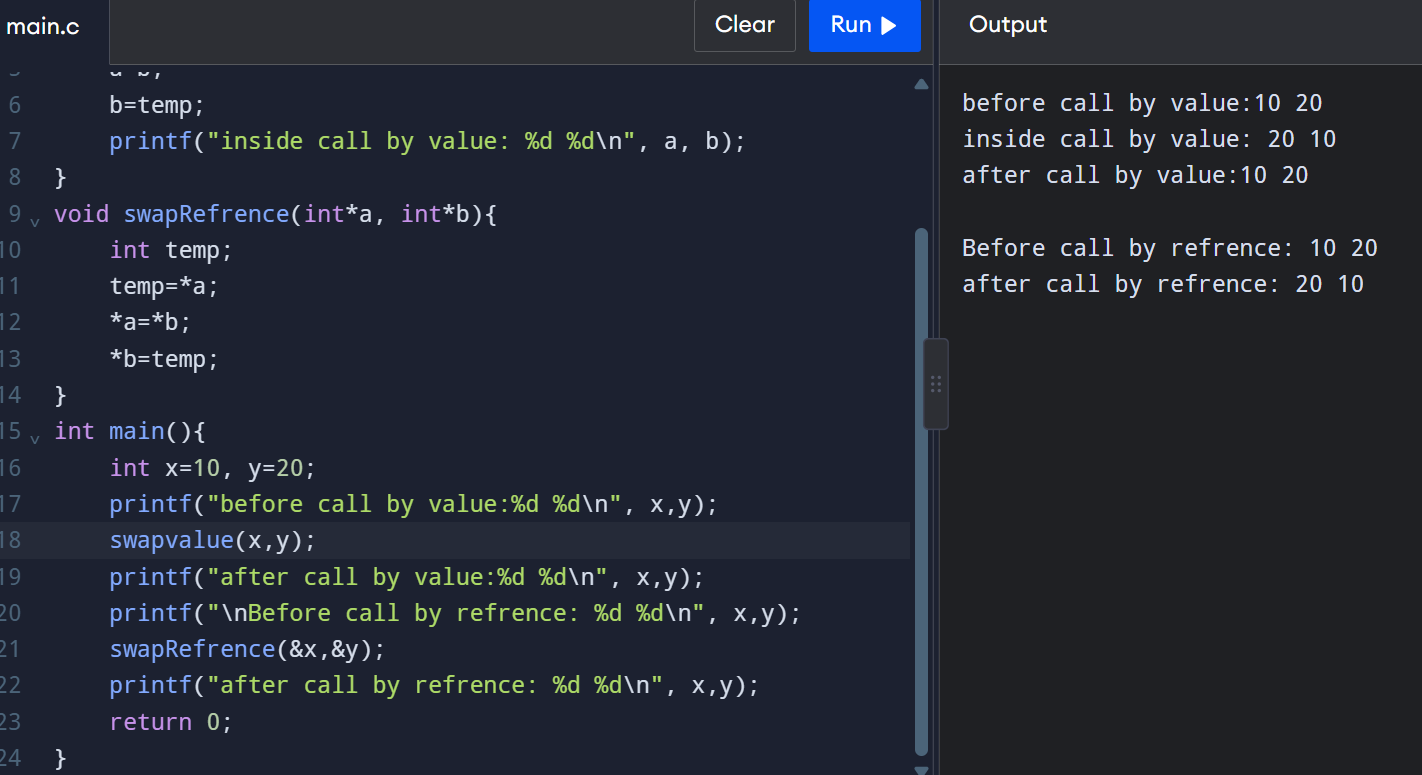 main.c
Clear
Run
Output
6 b=temp;
7 printf("inside call by value: %d %d\n", a, b);
8 }
9 void swapRefrence(int*a, int*b){
10 int temp;
11 temp=*a;
12 *a=*b;
13 *b=temp;
14 }
15 int main(){
16 int x=10, y=20;
17 printf("before call by value:%d %d\n", x,y);
18 swapvalue(x,y);
19 printf("after call by value:%d %d\n", x,y);
20 printf("\nBefore call by refrence: %d %d\n", x,y);
21 swapRefrence(&x,&y);
22 printf("after call by refrence: %d %d\n", x,y);
23 return 0;
24 }
before call by value:10 20
inside call by value: 20 10
after call by value:10 20
Before call by refrence: 10 20
after call by refrence: 20 10